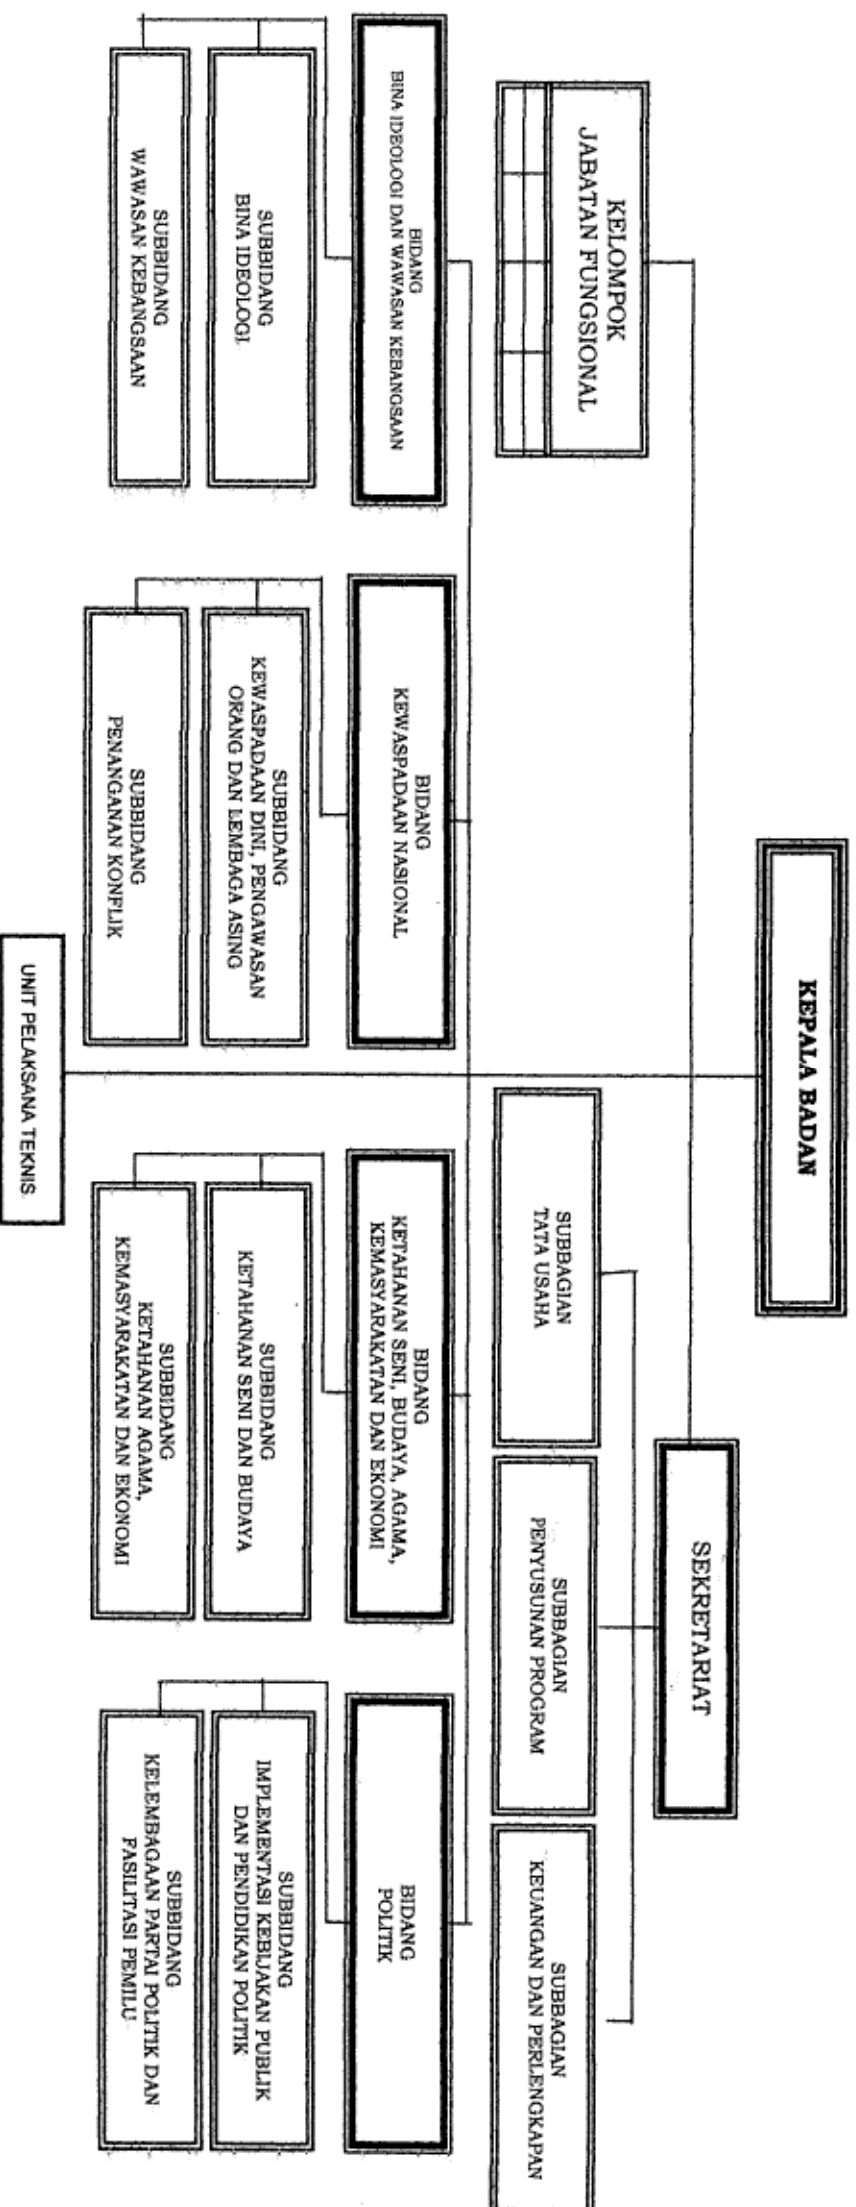 KEPALA BADAN
KELOMPOK
JABATAN FUNGSIONAL
SEKRETARIAT
SUBBAGIAN
TATA USAHA
SUBBAGIAN
PENYUSUNAN PROGRAM
SUBBAGIAN
KEUANGAN DAN PERLENGKAPAN
BIDANG
BINA IDEOLOGI DAN WAWASAN KEBANGSAAN
SUBBIDANG
BINA IDEOLOGI
SUBBIDANG
WAWASAN KEBANGSAAN
BIDANG
KEWASPADAAN NASIONAL
SUBBIDANG
KEWASPADAAN DINI, PENGAWASAN
ORANG DAN LEMBAGA ASING
SUBBIDANG
PENANGANAN KONFLIK
BIDANG
KETAHANAN SENI, BUDAYA, AGAMA,
KEMASYARAKATAN DAN EKONOMI
SUBBIDANG
KETAHANAN SENI DAN BUDAYA
SUBBIDANG
KETAHANAN AGAMA,
KEMASYARAKATAN DAN EKONOMI
BIDANG
POLITIK
SUBBIDANG
IMPLEMENTASI KEBIJAKAN PUBLIK
DAN PENDIDIKAN POLITIK
SUBBIDANG
KELEMBAGAAN PARTAI POLITIK DAN
FASILITASI PEMILU
UNIT PELAKSANA TEKNIS